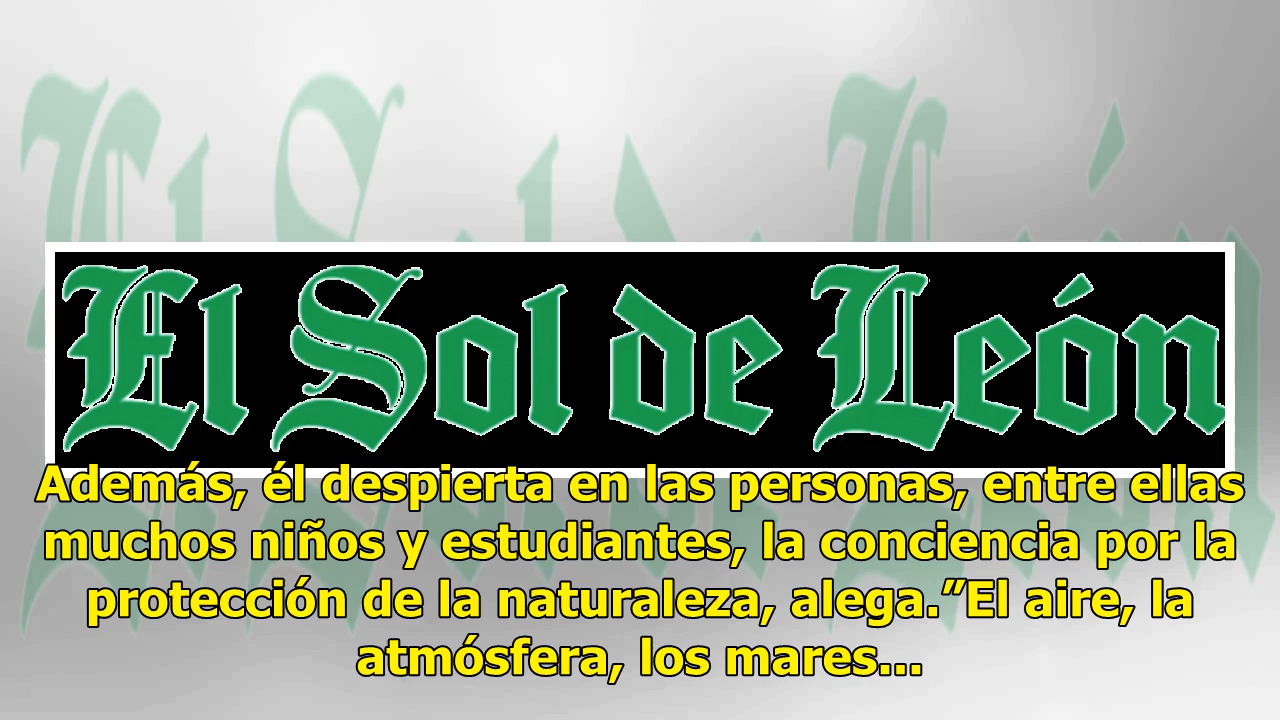 El Sol de León
Además, él despierta en las personas, entre ellas
muchos niños y estudiantes, la conciencia por la
protección de la naturaleza, alega.”El aire, la
atmósfera, los mares...